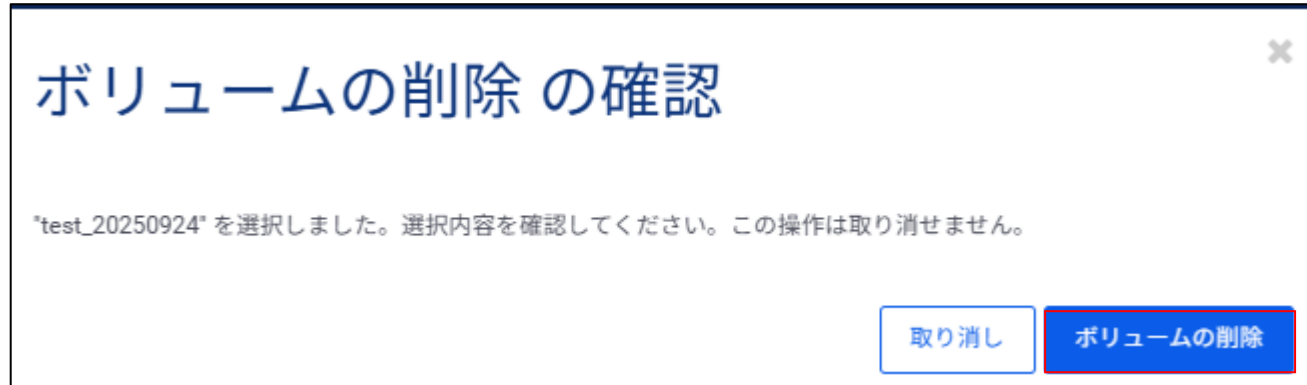 ボリュームの削除 の確認
"test_20250924" を選択しました。選択内容を確認してください。この操作は取り消せません。
取り消し
ボリュームの削除